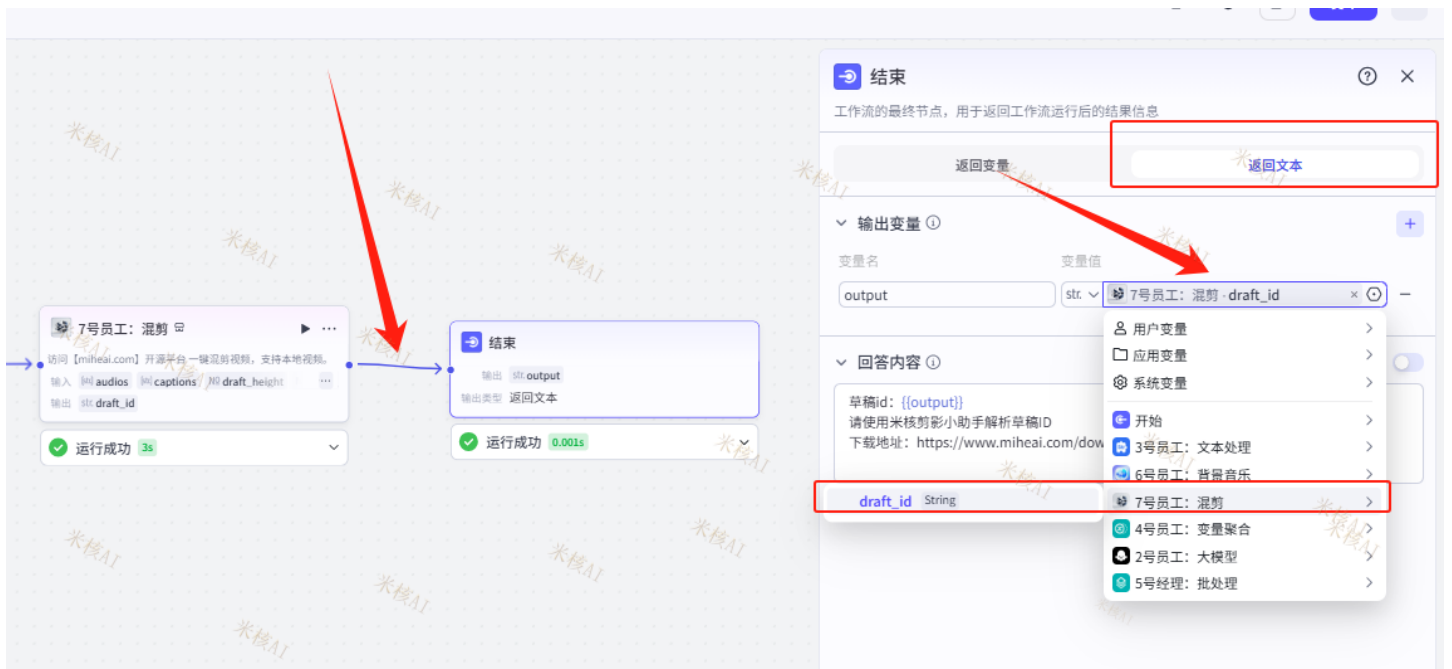 7号员工：混剪
访问【miheai.com】开源平台 一键混剪视频，支持本地视频。
输入 [str] audios [str] captions N0 draft_height ...
输出 str. draft_id
运行成功 3s
结束
输出 str. output
输出类型 返回文本
运行成功 0.001s
结束
工作流的最终节点，用于返回工作流运行后的结果信息
返回变量 返回文本
输出变量
变量名 变量值
output str. 7号员工：混剪 · draft_id
用户变量
应用变量
系统变量
开始
3号员工：文本处理
6号员工：背景音乐
7号员工：混剪
4号员工：变量聚合
2号员工：大模型
5号经理：批处理
回答内容
草稿id：{{output}}
请使用米核剪影小助手解析草稿ID
下载地址：https://www.miheai.com/dow
draft_id String
米核AI